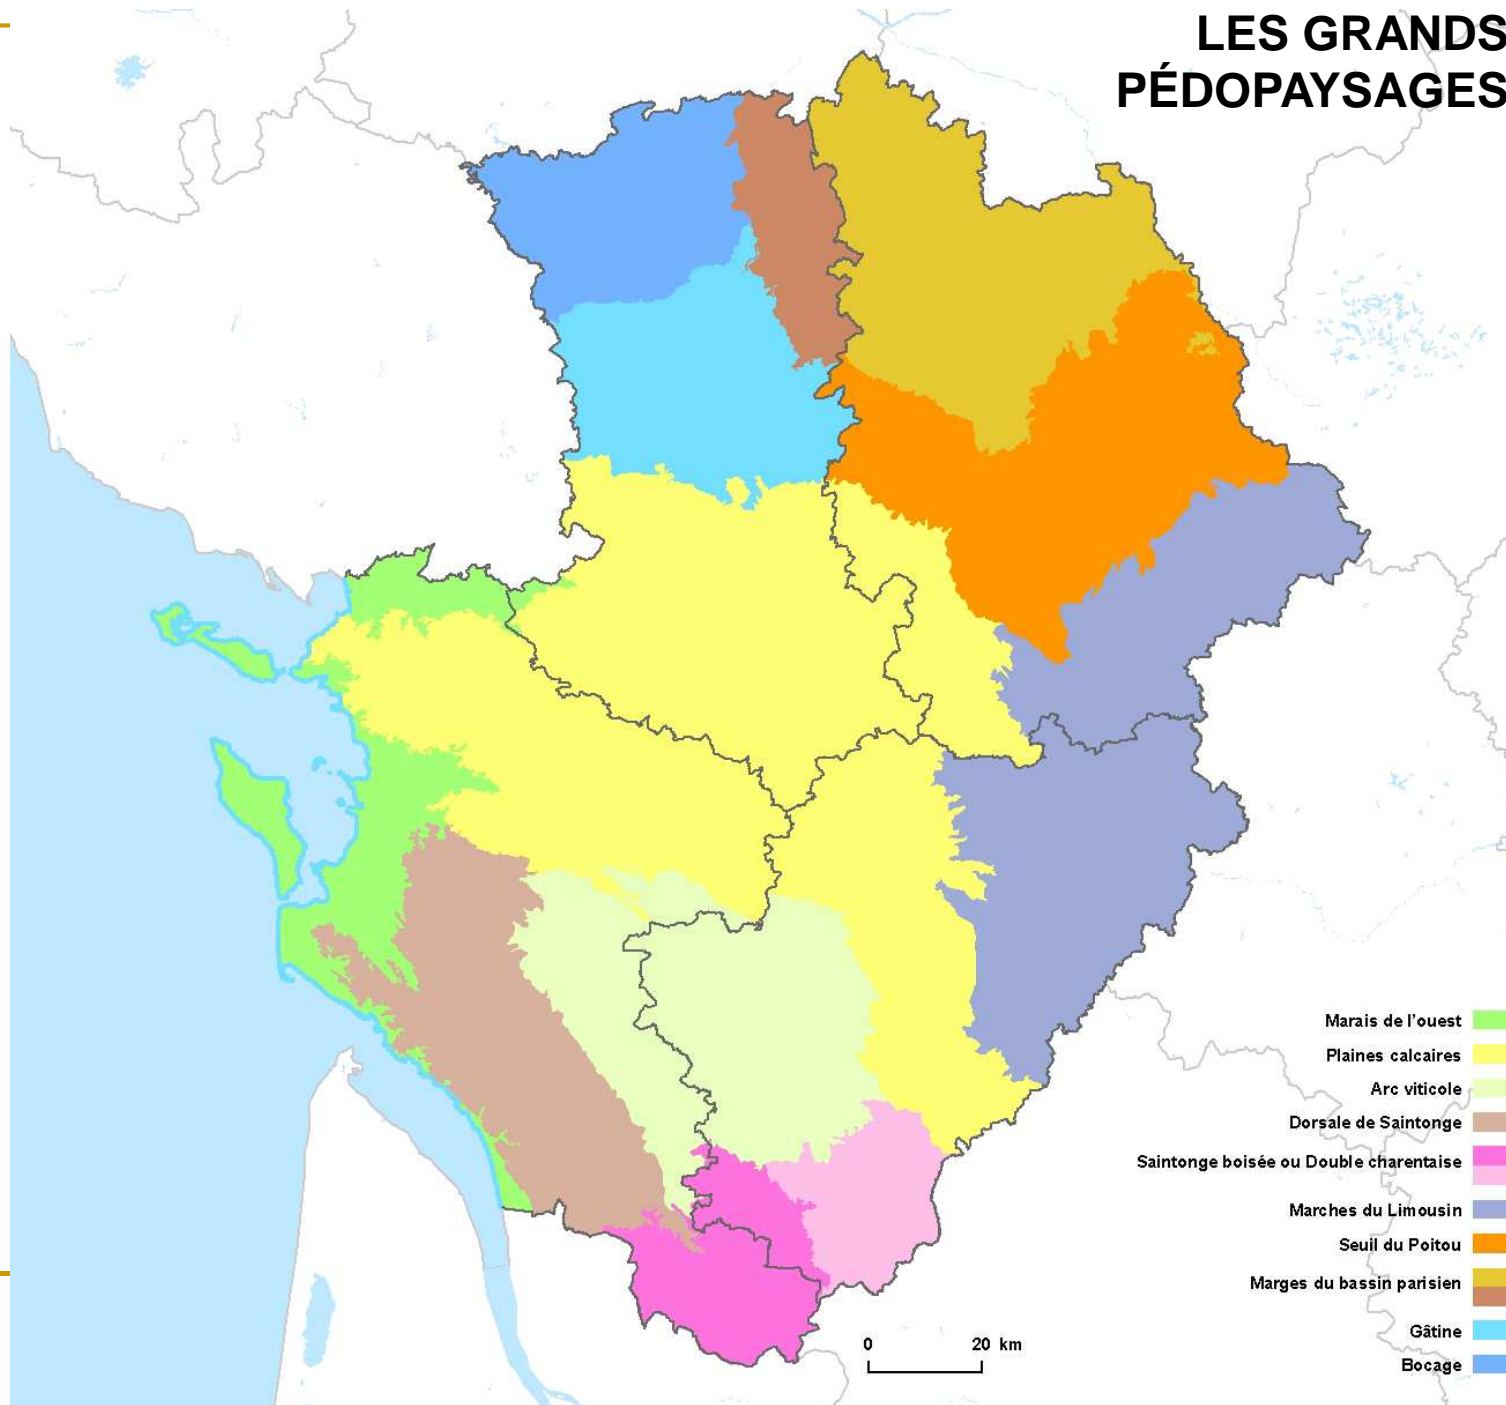 LES GRANDS
PÉDOPAYSAGES
Marais de l'ouest
Plaines calcaires
Arc viticole
Dorsale de Saintonge
Saintonge boisée ou Double charentaise
Marches du Limousin
Seuil du Poitou
Marges du bassin parisien
Gâtine
Bocage
0 20 km